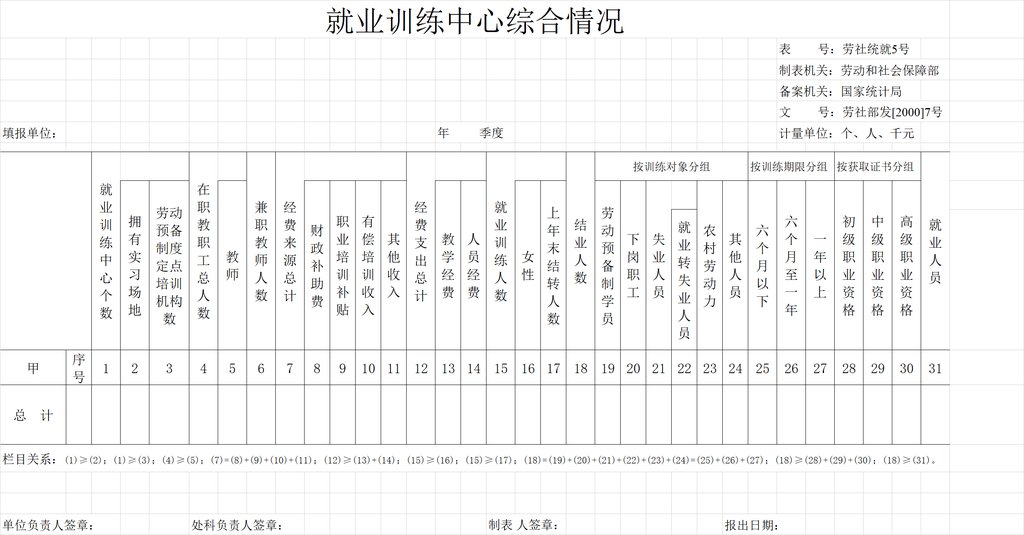 就业训练中心综合情况
表　　号：劳社统就5号
制表机关：劳动和社会保障部
备案机关：国家统计局
文　　号：劳社部发[2000]7号
填报单位：　　年　　季度　　计量单位：个、人、千元
就业训练中心个数
拥有实习场地
劳动预备制度定点培训机构数
在职教职工总人数
教师
兼职教师人数
经费来源总计
财政补助费
职业培训补贴
有偿培训收入
其他收入
经费支出总计
教学经费
人员经费
就业训练人数
女性
上年末结转人数
结业人数
按训练对象分组
劳动预备制学员
下岗职工
失业人员
就业转失业人员
农村劳动力
其他人员
按训练期限分组
六个月以下
六个月至一年
一年以上
按获取证书分组
初级职业资格
中级职业资格
高级职业资格
就业人员
甲 序号 1 2 3 4 5 6 7 8 9 10 11 12 13 14 15 16 17 18 19 20 21 22 23 24 25 26 27 28 29 30 31
总　计
栏目关系：(1)≥(2)；(1)≥(3)；(4)≥(5)；(7)=(8)+(9)+(10)+(11)；(12)≥(13)+(14)；(15)≥(16)；(15)≥(17)；(18)=(19)+(20)+(21)+(22)+(23)+(24)=(25)+(26)+(27)；(18)≥(28)+(29)+(30)；(18)≥(31)。
单位负责人签章：　　处科负责人签章：　　制表 人签章：　　报出日期：